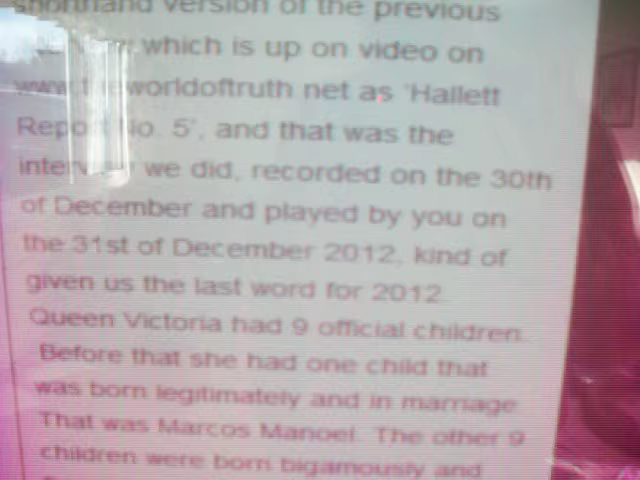 shorthand version of the previous
which is up on video on
www.theworldoftruth net as 'Hallett
Report No. 5', and that was the
interview we did, recorded on the 30th
of December and played by you on
the 31st of December 2012, kind of
given us the last word for 2012.
Queen Victoria had 9 official children.
Before that she had one child that
was born legitimately and in marriage
That was Marcos Manoel. The other 9
children were born bigamously and